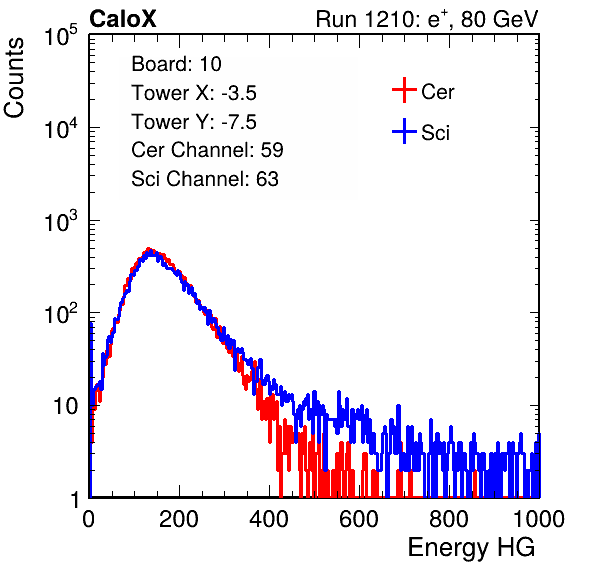 CaloX Run 1210: e⁺, 80 GeV
Counts
Board: 10
Tower X: -3.5
Tower Y: -7.5
Cer Channel: 59
Sci Channel: 63
Cer
Sci
10⁵
10⁴
10³
10²
10
1
0 200 400 600 800 1000
Energy HG